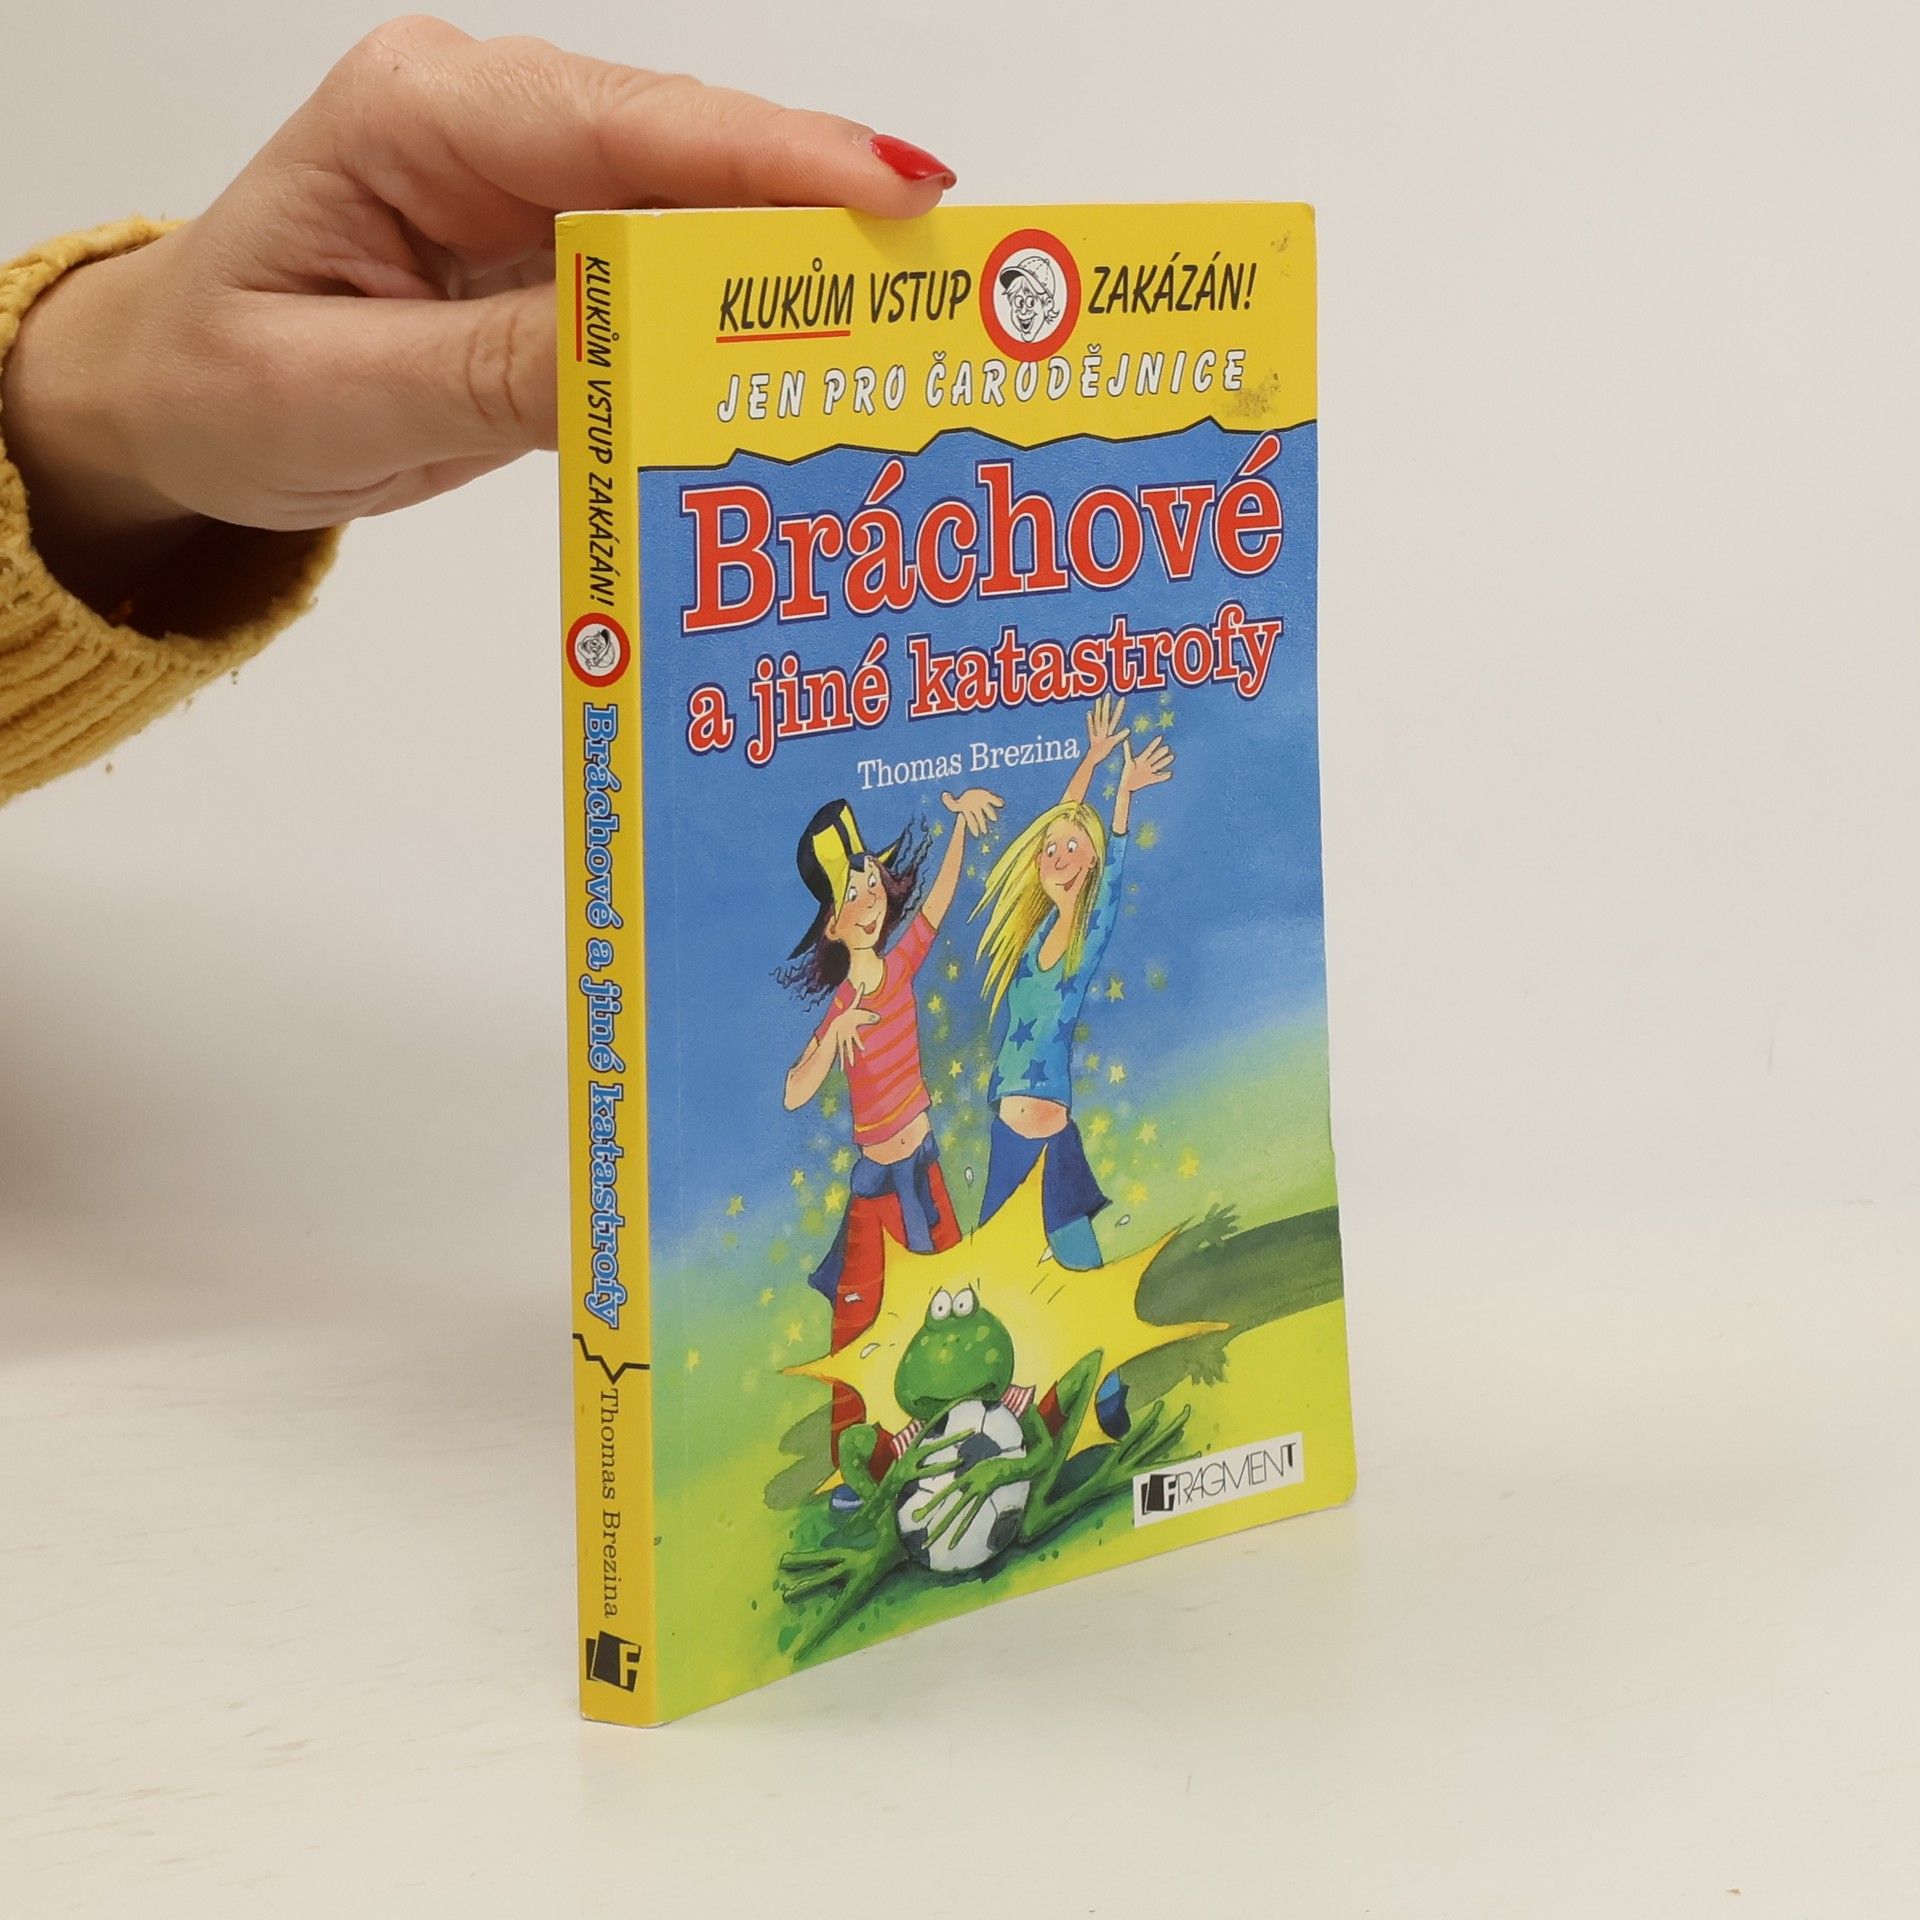 KLUKŮM VSTUP ZAKÁZÁN!
JEN PRO ČARODĚJNICE
Bráchové
a jiné katastrofy
Thomas Brezina
FRAGMENT
KLUKŮM VSTUP ZAKÁZÁN!
Bráchové a jiné katastrofy
Thomas Brezina
F